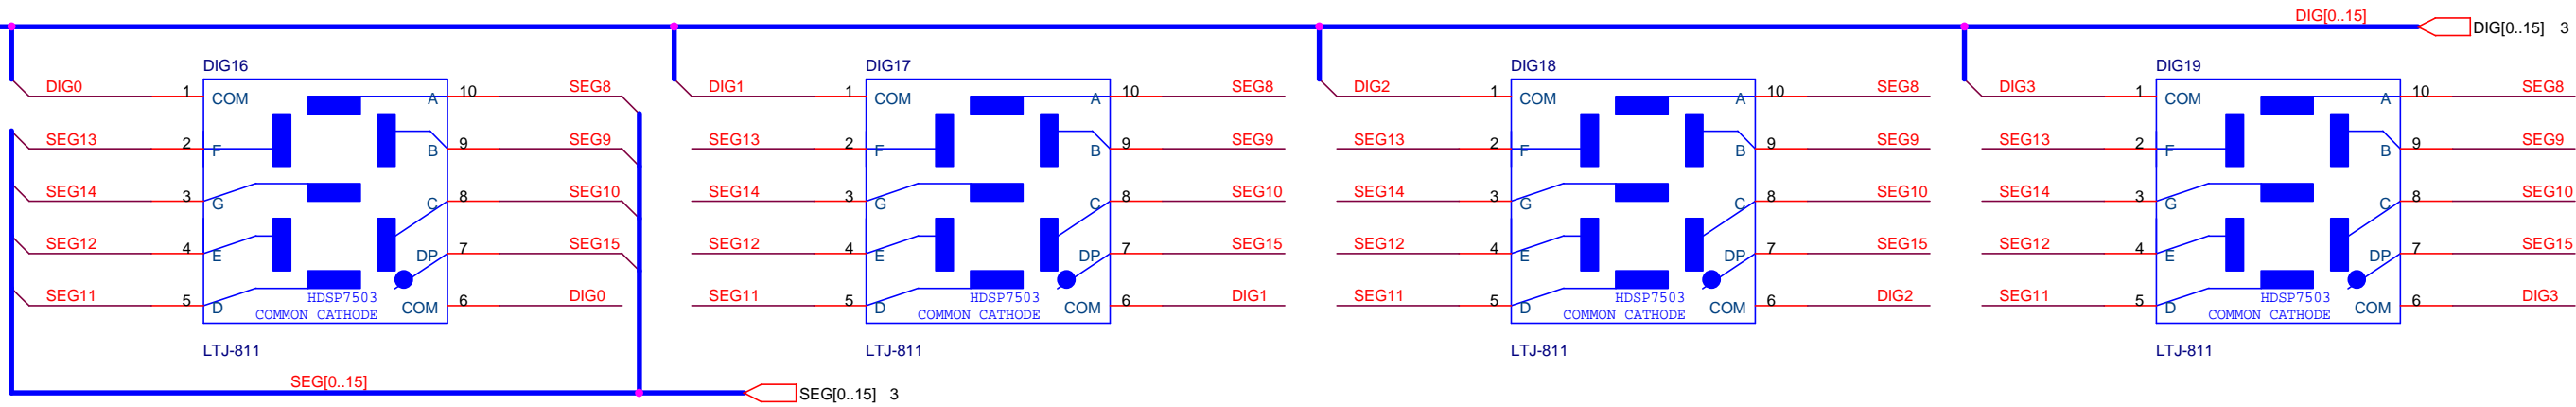 DIG[0..15]
DIG[0..15] 3
DIG16
DIG0 1 COM A 10 SEG8
SEG13 2 F B 9 SEG9
SEG14 3 G C 8 SEG10
SEG12 4 E DP 7 SEG15
SEG11 5 D COM 6 DIG0
HDSP7503
COMMON CATHODE
LTJ-811
DIG17
DIG1 1 COM A 10 SEG8
SEG13 2 F B 9 SEG9
SEG14 3 G C 8 SEG10
SEG12 4 E DP 7 SEG15
SEG11 5 D COM 6 DIG1
HDSP7503
COMMON CATHODE
LTJ-811
DIG18
DIG2 1 COM A 10 SEG8
SEG13 2 F B 9 SEG9
SEG14 3 G C 8 SEG10
SEG12 4 E DP 7 SEG15
SEG11 5 D COM 6 DIG2
HDSP7503
COMMON CATHODE
LTJ-811
DIG19
DIG3 1 COM A 10 SEG8
SEG13 2 F B 9 SEG9
SEG14 3 G C 8 SEG10
SEG12 4 E DP 7 SEG15
SEG11 5 D COM 6 DIG3
HDSP7503
COMMON CATHODE
LTJ-811
SEG[0..15]
SEG[0..15] 3